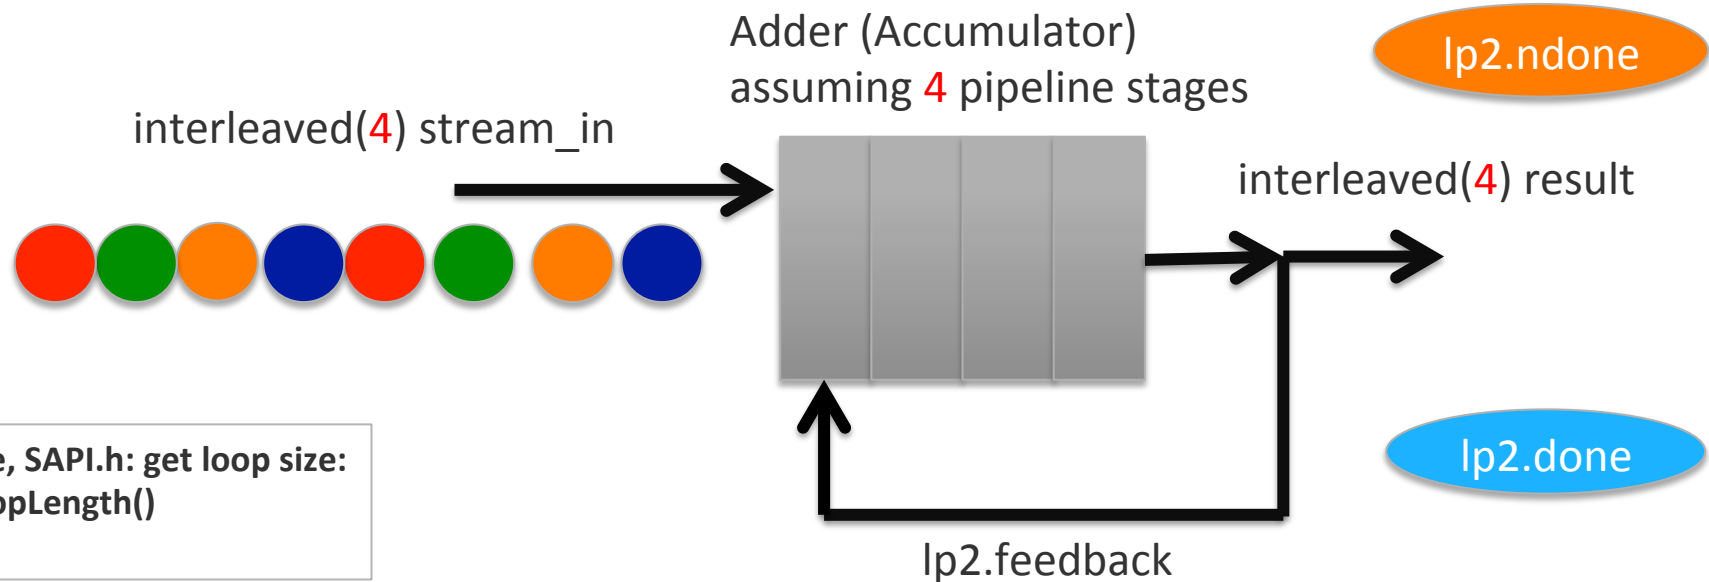 Adder (Accumulator)
assuming 4 pipeline stages
lp2.ndone
interleaved(4) stream_in
interleaved(4) result
SAPI.h: get loop size:
lp2.done
lp2.feedback